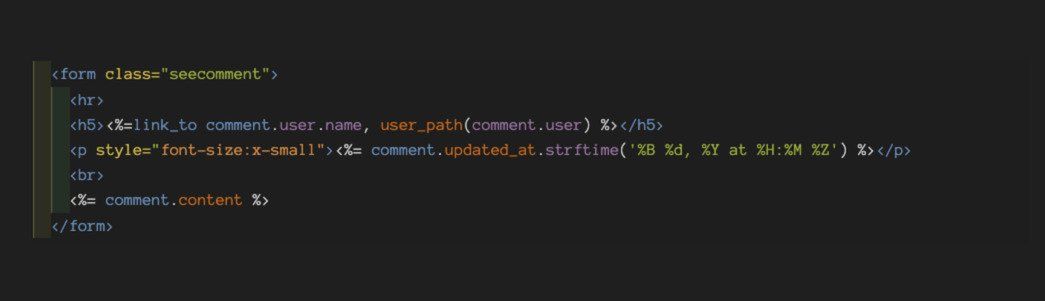 <form class="seecomment">
<hr>
<h5><%=link_to comment.user.name, user_path(comment.user) %></h5>
<p style="font-size:x-small"><%= comment.updated_at.strftime('%B %d, %Y at %H:%M %Z') %></p>
<br>
<%= comment.content %>
</form>